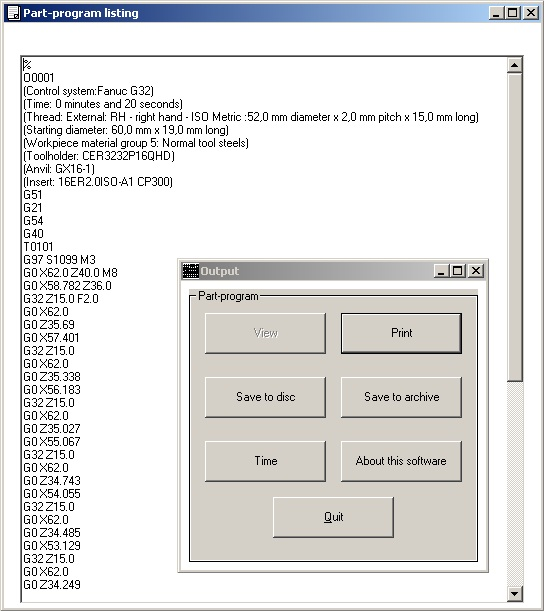 Part-program listing
%
O0001
(Control system:Fanuc G32)
(Time: 0 minutes and 20 seconds)
(Thread: External: RH - right hand - ISO Metric :52,0 mm diameter x 2,0 mm pitch x 15,0 mm long)
(Starting diameter: 60,0 mm x 19,0 mm long)
(Workpiece material group 5: Normal tool steels)
(Toolholder: CER3232P16QHD)
(Anvil: GX16-1)
(Insert: 16ER2.0ISO-A1 CP300)
G51
G21
G54
G40
T0101
G97 S1099 M3
G0 X62.0 Z40.0 M8
G0 X58.782 Z36.0
G32 Z15.0 F2.0
G0 X62.0
G0 Z35.69
G0 X57.401
G32 Z15.0
G0 X62.0
G0 Z35.338
G0 X56.183
G32 Z15.0
G0 X62.0
G0 Z35.027
G0 X55.067
G32 Z15.0
G0 X62.0
G0 Z34.743
G0 X54.055
G32 Z15.0
G0 X62.0
G0 Z34.485
G0 X53.129
G32 Z15.0
G0 X62.0
G0 Z34.249
Output
Part-program
View
Print
Save to disc
Save to archive
Time
About this software
Quit